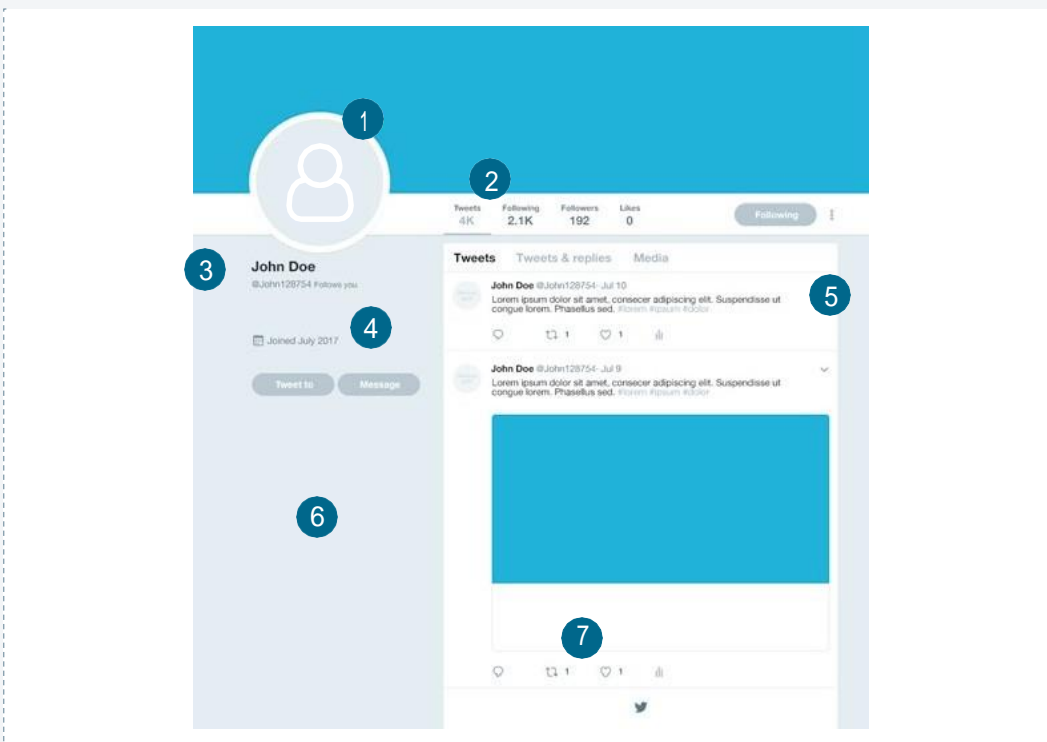 1
2
Tweets Following Followers Likes
4K 2.1K 192 0
Following
3
John Doe
@John128754 Follows you
4
Joined July 2017
Tweet to Message
Tweets Tweets & replies Media
5
John Doe @John128754· Jul 10
Lorem ipsum dolor sit amet, consecer adipiscing elit. Suspendisse ut
congue lorem. Phasellus sed. #lorem #ipsum #dolor
1 1
John Doe @John128754· Jul 9
Lorem ipsum dolor sit amet, consecer adipiscing elit. Suspendisse ut
congue lorem. Phasellus sed. #lorem #ipsum #dolor
6
7
1 1